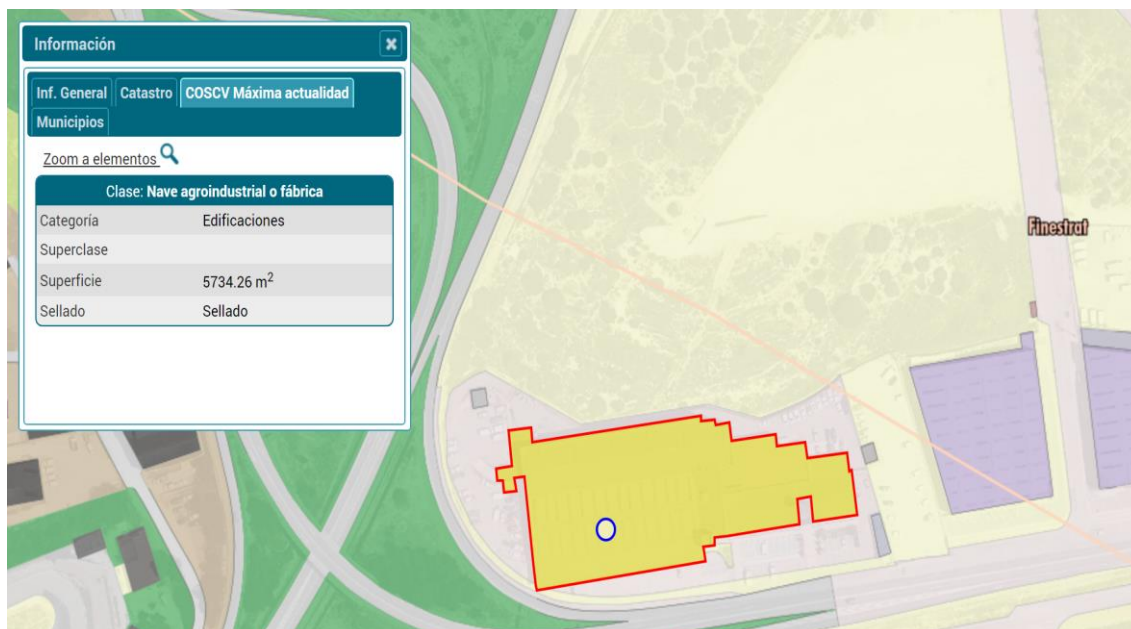 Información
Inf. General Catastro COSCV Máxima actualidad
Municipios
Zoom a elementos
Clase: Nave agroindustrial o fábrica
Categoría Edificaciones
Superclase
Superficie 5734.26 m²
Sellado Sellado
Finestrat